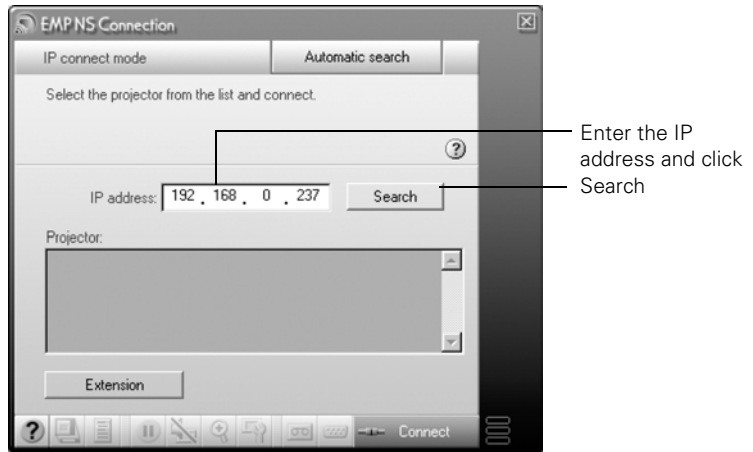 EMP NS Connection
IP connect mode
Automatic search
Select the projector from the list and connect.
?
IP address: 192 . 168 . 0 . 237
Search
Projector:
Extension
? Connect
Enter the IP
address and click
Search